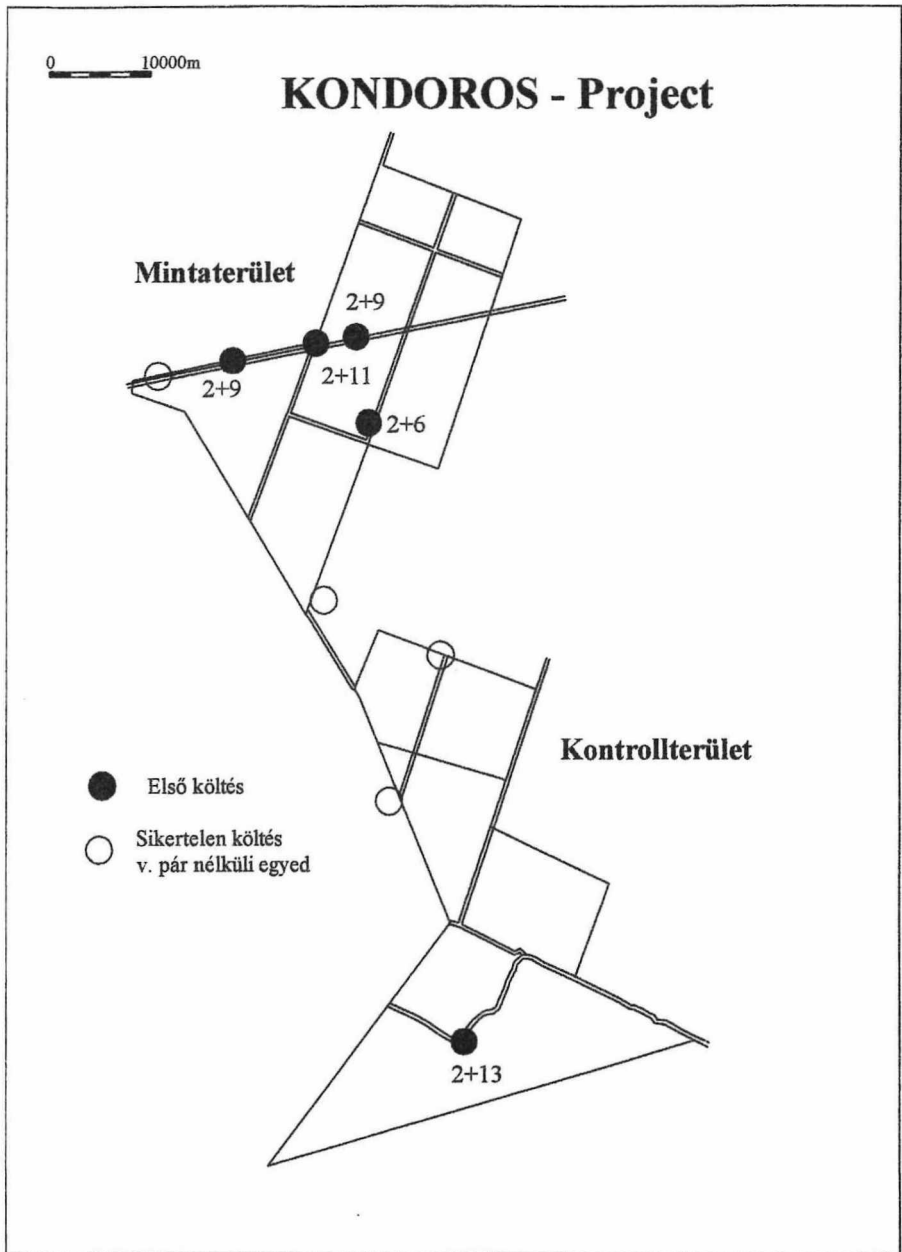 0 10000m
KONDOROS - Project
Mintaterület
2+9
2+9
2+11
2+6
Kontrollterület
Első költés
Sikertelen költés
v. pár nélküli egyed
2+13